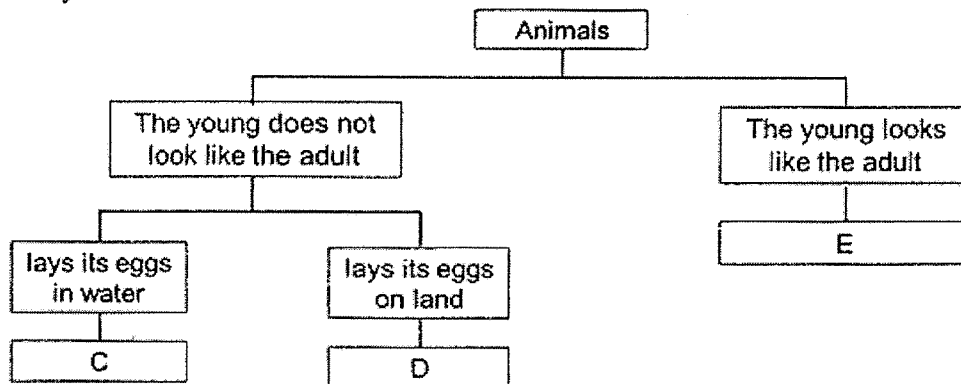 Animals
The young does not
look like the adult
The young looks
like the adult
lays its eggs
in water
lays its eggs
on land
E
C
D